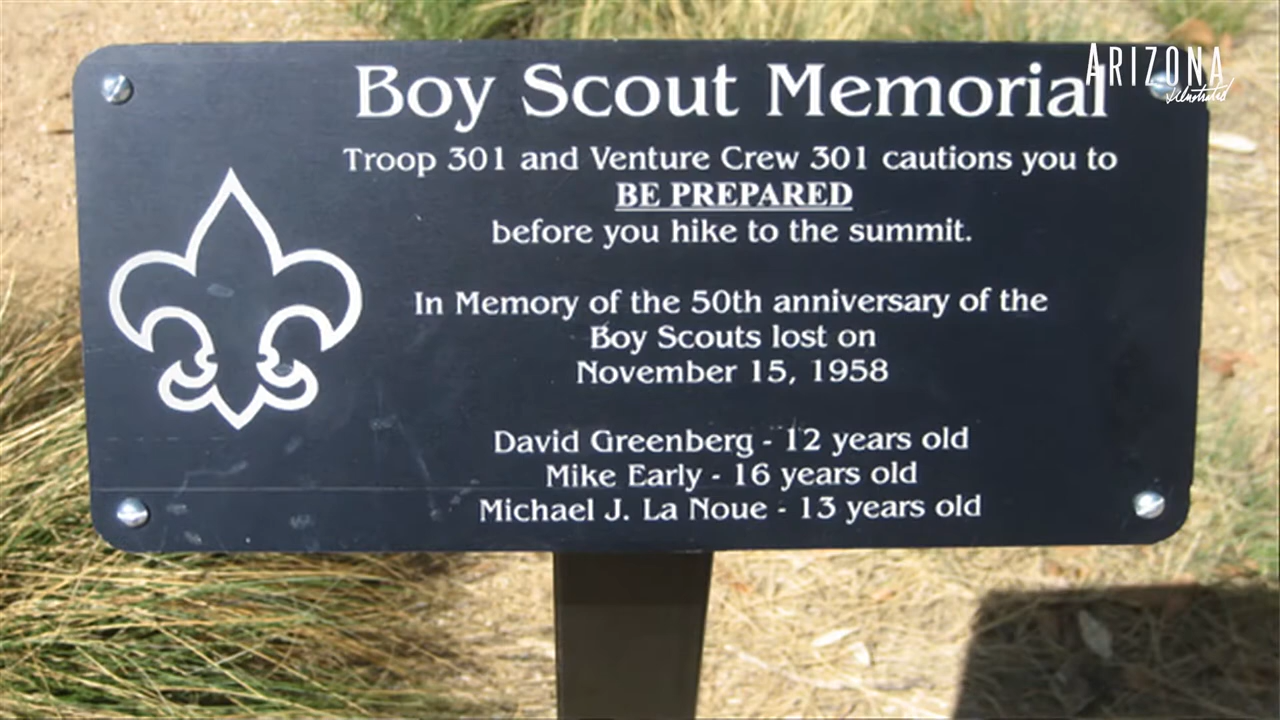 Boy Scout Memorial
ARIZONA
Illustrated
Troop 301 and Venture Crew 301 cautions you to
BE PREPARED
before you hike to the summit.
In Memory of the 50th anniversary of the
Boy Scouts lost on
November 15, 1958
David Greenberg - 12 years old
Mike Early - 16 years old
Michael J. La Noue - 13 years old